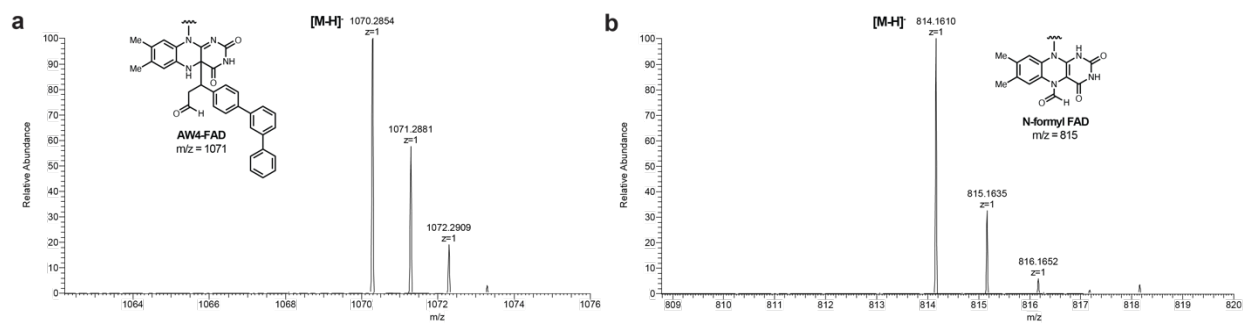 a
[M-H]-
1070.2854
z=1
Relative Abundance
100
90
80
70
60
50
40
30
20
10
0
N
N
O
Me
Me
NH
N
H
O
O
H
AW4-FAD
m/z = 1071
1071.2881
z=1
1072.2909
z=1
1064
1066
1068
1070
1072
1074
1076
m/z
b
[M-H]-
814.1610
z=1
Relative Abundance
100
90
80
70
60
50
40
30
20
10
0
Me
Me
N
H
N
O
NH
N
O
O
H
N-formyl FAD
m/z = 815
815.1635
z=1
816.1652
z=1
809
810
811
812
813
814
815
816
817
818
819
820
m/z